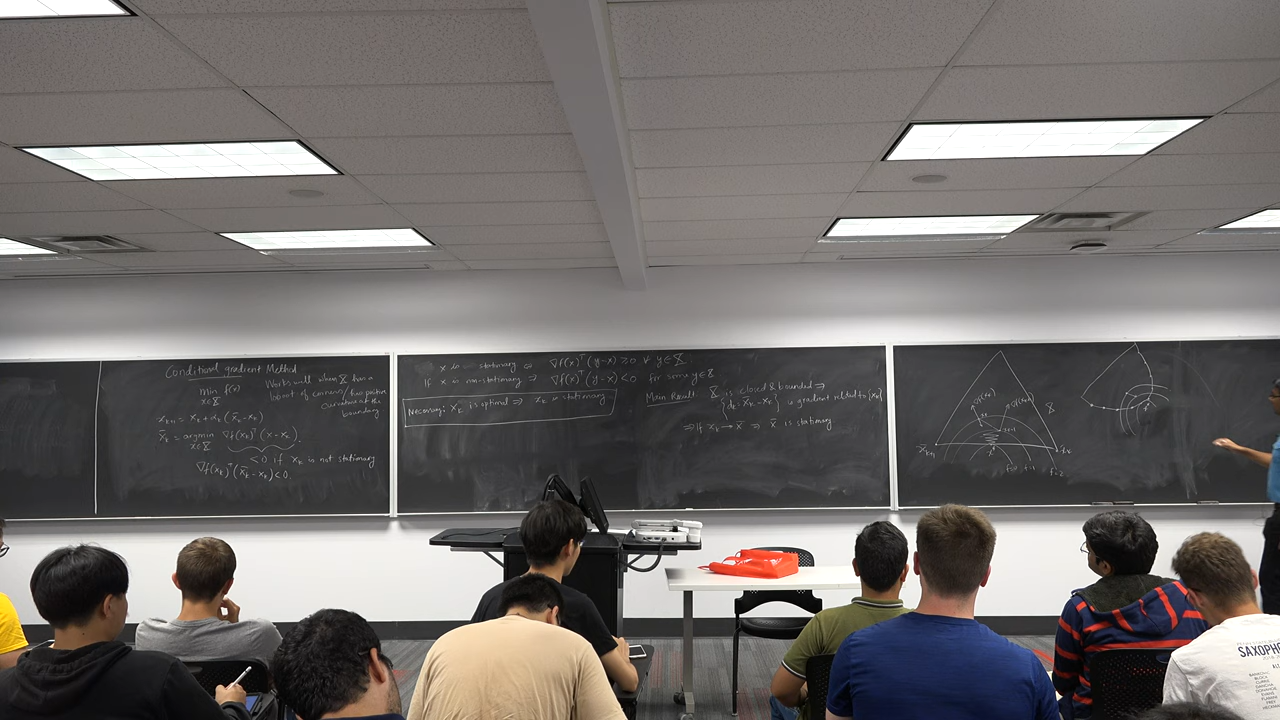 Conditional gradient Method
min f(x)
x∈X
Works well when X has a
lot of corners / two positive
curvature at the
boundary
x_{k+1} = x_k + α_k (x̄_k - x_k)
x̄_k = argmin ∇f(x_k)^T (x - x_k)
x∈X
< 0 if x_k is not stationary
∇f(x_k)^T (x̄_k - x_k) < 0.
x is stationary ⇔ ∇f(x)^T (y-x) ≥ 0 ∀ y∈X
If x is non-stationary ⇒ ∇f(x)^T (y-x) < 0 for some y∈X
Necessary: x_k is optimal ⇒ x_k is stationary
Main Result X is closed & bounded ⇒
{d_k = x̄_k - x_k} is gradient related to {x_k}
⇒ If x_k → x̄ ⇒ x̄ is stationary
X
f=2
SAXOPHO